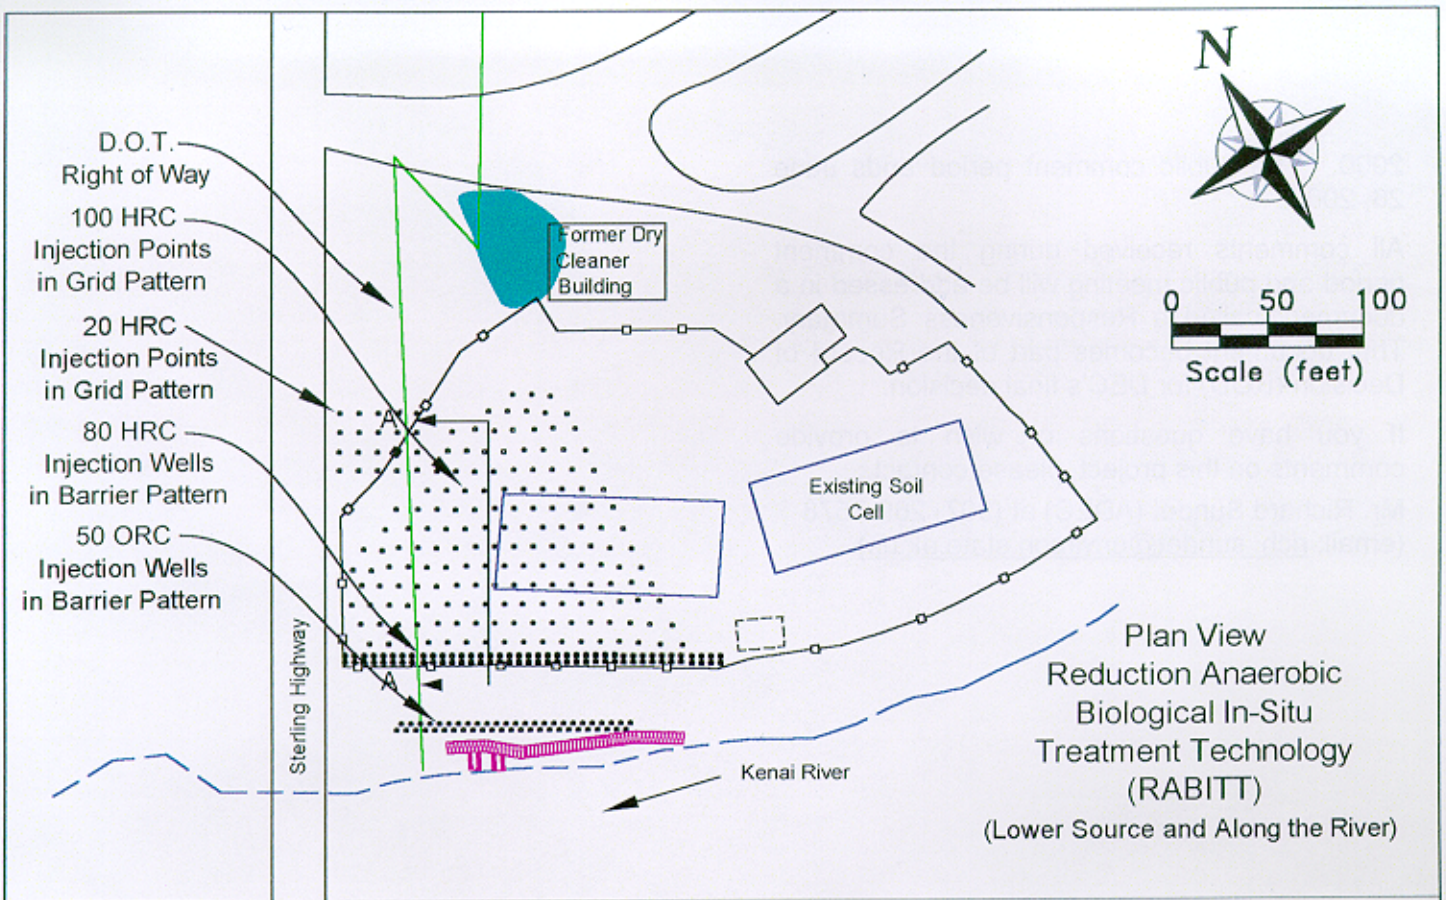 N
D.O.T.
Right of Way
100 HRC
Injection Points
in Grid Pattern
20 HRC
Injection Points
in Grid Pattern
80 HRC
Injection Wells
in Barrier Pattern
50 ORC
Injection Wells
in Barrier Pattern
Former Dry
Cleaner
Building
0 50 100
Scale (feet)
A
Existing Soil
Cell
A
Sterling Highway
Kenai River
Plan View
Reduction Anaerobic
Biological In-Situ
Treatment Technology
(RABITT)
(Lower Source and Along the River)